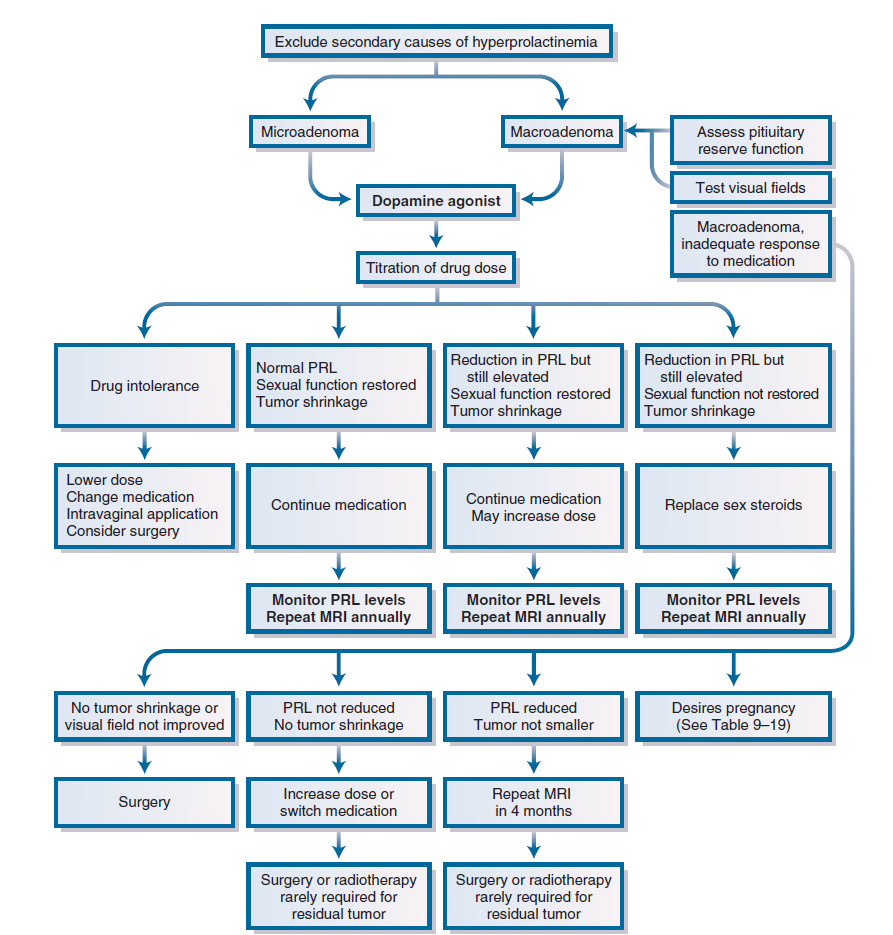 Exclude secondary causes of hyperprolactinemia
Microadenoma
Macroadenoma
Assess pitiuitary
reserve function
Test visual fields
Macroadenoma,
inadequate response
to medication
Dopamine agonist
Titration of drug dose
Drug intolerance
Normal PRL
Sexual function restored
Tumor shrinkage
Reduction in PRL but
still elevated
Sexual function restored
Tumor shrinkage
Reduction in PRL but
still elevated
Sexual function not restored
Tumor shrinkage
Lower dose
Change medication
Intravaginal application
Consider surgery
Continue medication
Continue medication
May increase dose
Replace sex steroids
Monitor PRL levels
Repeat MRI annually
Monitor PRL levels
Repeat MRI annually
Monitor PRL levels
Repeat MRI annually
No tumor shrinkage or
visual field not improved
PRL not reduced
No tumor shrinkage
PRL reduced
Tumor not smaller
Desires pregnancy
(See Table 9–19)
Surgery
Increase dose or
switch medication
Repeat MRI
in 4 months
Surgery or radiotherapy
rarely required for
residual tumor
Surgery or radiotherapy
rarely required for
residual tumor